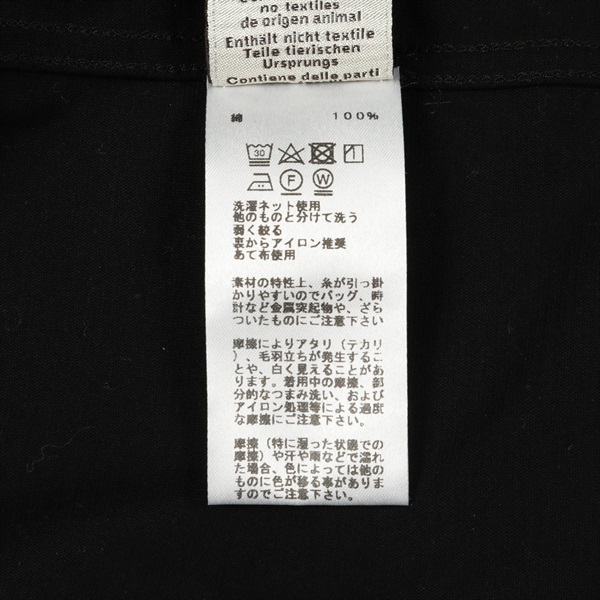 no textiles
de origen animal
Enthält nicht textile
Teile tierischen
Ursprungs
Contiene delle parti
綿 100%
30
F W
洗濯ネット使用
他のものと分けて洗う
弱く絞る
裏からアイロン推奨
あて布使用
素材の特性上、糸が引っ掛
かりやすいのでバッグ、時
計など金属突起物や、ざら
ついたものにご注意下さい
摩擦によりアタリ(テカリ
)、毛羽立ちが発生するこ
とや、白く見えることがあ
ります。着用中の摩擦、部
分的なつまみ洗い、および
アイロン処理等による過度
な摩擦にご注意下さい。
摩擦(特に湿った状態での
摩擦)や汗や雨などで濡れ
た場合、色によっては他の
ものに色が移る事がありま
すのでご注意下さい。